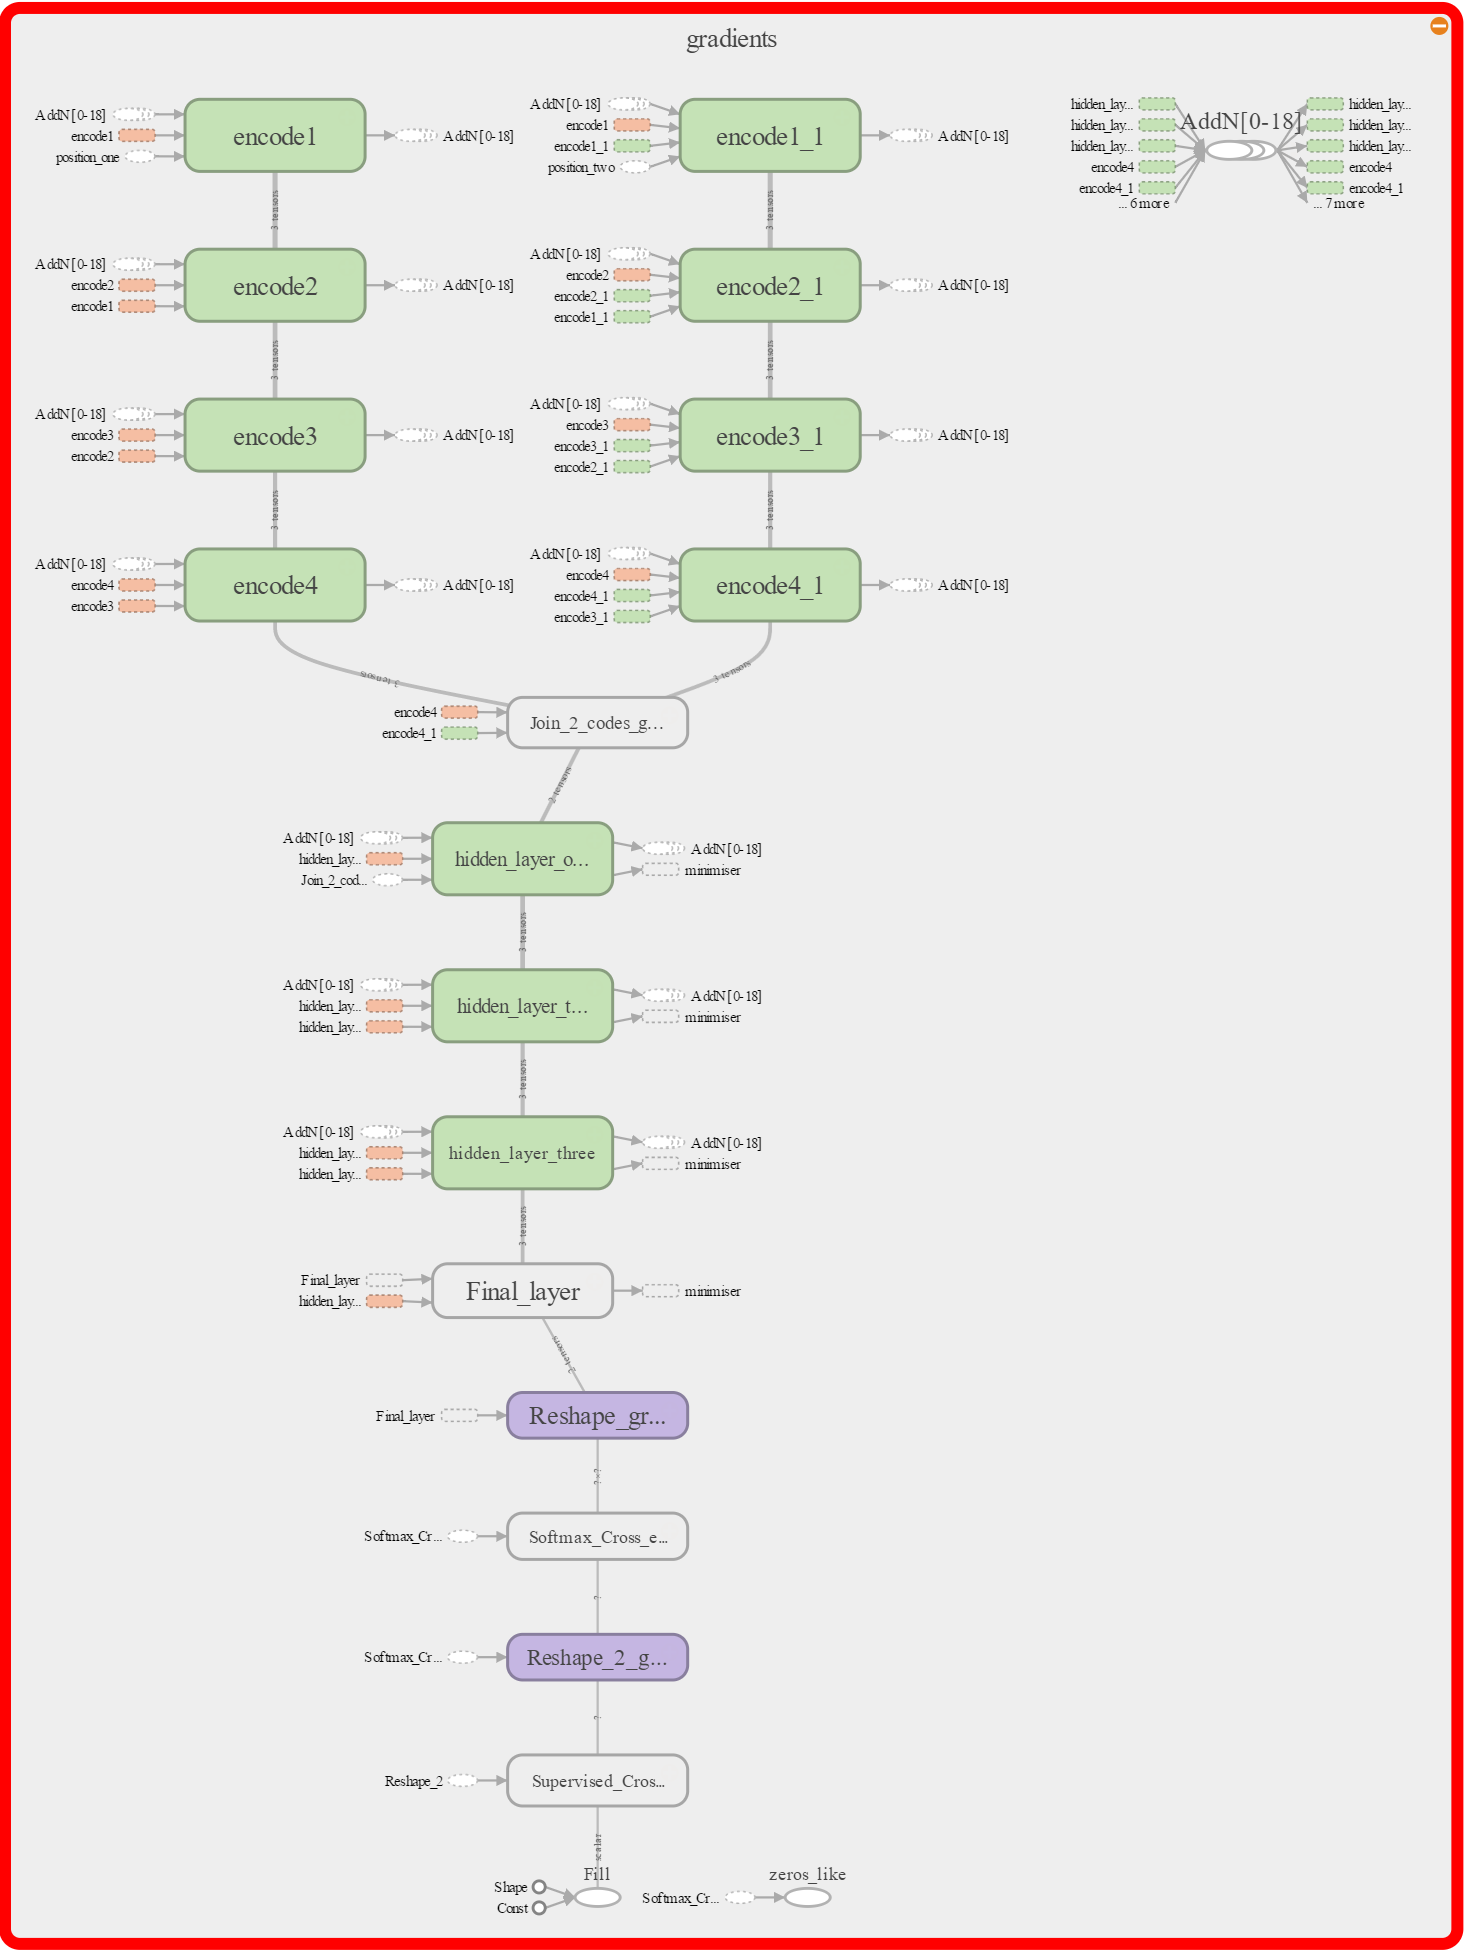 gradients
AddN[0-18]
encode1
position_one
encode1
AddN[0-18]
AddN[0-18]
encode1
encode1_1
position_two
encode1_1
AddN[0-18]
hidden_lay...
hidden_lay...
hidden_lay...
encode4
encode4_1
... 6 more
AddN[0-18]
hidden_lay...
hidden_lay...
hidden_lay...
encode4
encode4_1
... 7 more
3 tensors
3 tensors
AddN[0-18]
encode2
encode1
encode2
AddN[0-18]
AddN[0-18]
encode2
encode2_1
encode1_1
encode2_1
AddN[0-18]
3 tensors
3 tensors
AddN[0-18]
encode3
encode2
encode3
AddN[0-18]
AddN[0-18]
encode3
encode3_1
encode2_1
encode3_1
AddN[0-18]
3 tensors
3 tensors
AddN[0-18]
encode4
encode3
encode4
AddN[0-18]
AddN[0-18]
encode4
encode4_1
encode3_1
encode4_1
AddN[0-18]
3 tensors
3 tensors
encode4
encode4_1
Join_2_codes_g...
2 tensors
AddN[0-18]
hidden_lay...
Join_2_cod...
hidden_layer_o...
AddN[0-18]
minimiser
3 tensors
AddN[0-18]
hidden_lay...
hidden_lay...
hidden_layer_t...
AddN[0-18]
minimiser
3 tensors
AddN[0-18]
hidden_lay...
hidden_lay...
hidden_layer_three
AddN[0-18]
minimiser
3 tensors
Final_layer
hidden_lay...
Final_layer
minimiser
2 tensors
Final_layer
Reshape_gr...
?×?
Softmax_Cr...
Softmax_Cross_e...
?
Softmax_Cr...
Reshape_2_g...
?
Reshape_2
Supervised_Cros...
scalar
Fill
Shape
Const
zeros_like
Softmax_Cr...